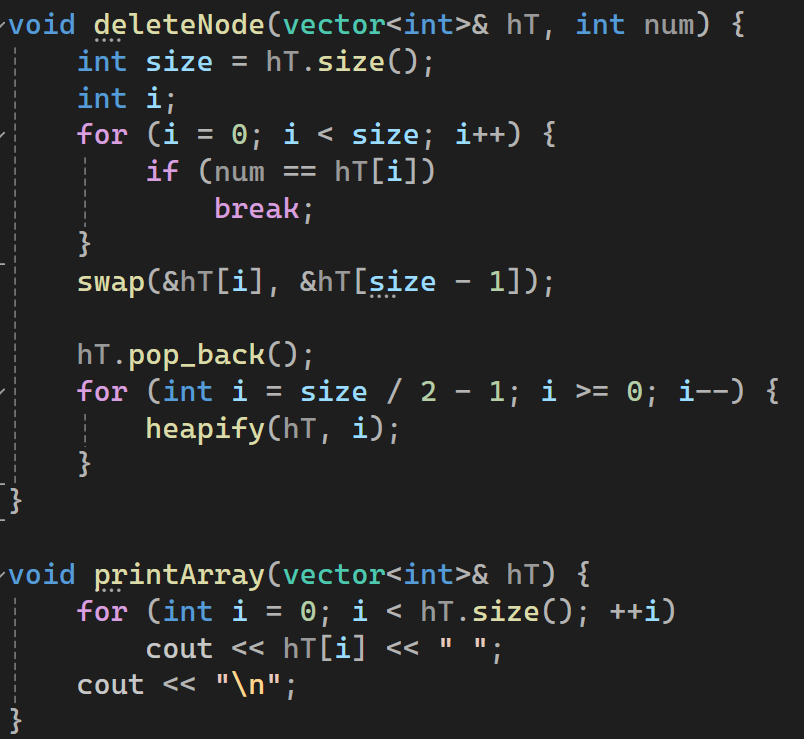 void deleteNode(vector<int>& hT, int num) {
    int size = hT.size();
    int i;
    for (i = 0; i < size; i++) {
        if (num == hT[i])
            break;
    }
    swap(&hT[i], &hT[size - 1]);

    hT.pop_back();
    for (int i = size / 2 - 1; i >= 0; i--) {
        heapify(hT, i);
    }
}

void printArray(vector<int>& hT) {
    for (int i = 0; i < hT.size(); ++i)
        cout << hT[i] << " ";
    cout << "\n";
}